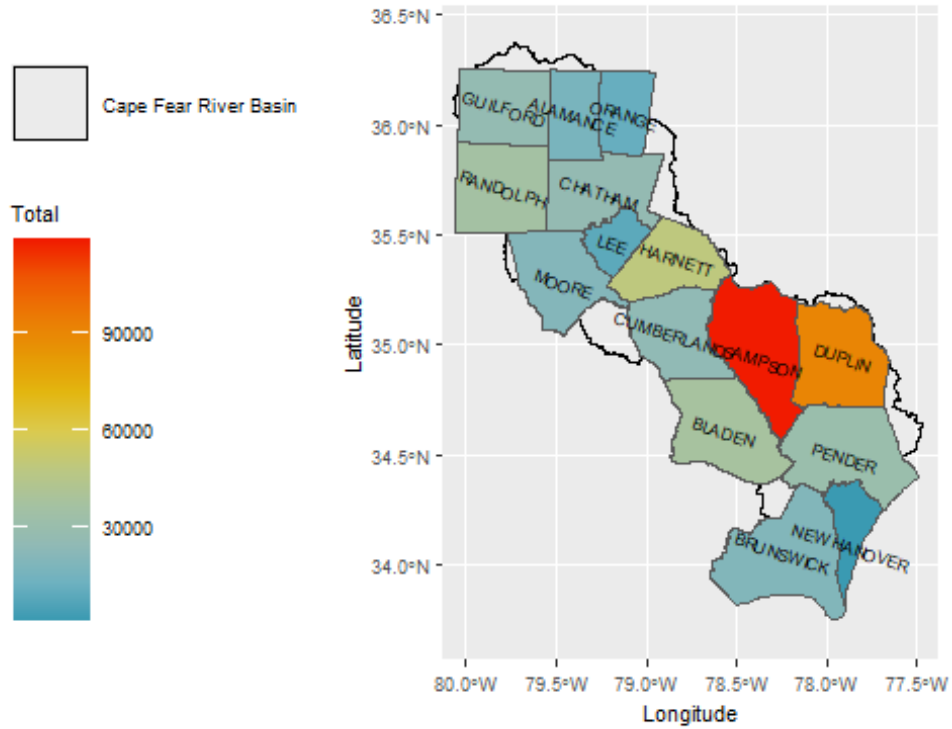 Cape Fear River Basin
Total
90000
60000
30000
Latitude
36.5°N
36.0°N
35.5°N
35.0°N
34.5°N
34.0°N
GUILFORD
ALAMANCE
ORANGE
RANDOLPH
CHATHAM
LEE
HARNETT
MOORE
CUMBERLAND
SAMPSON
DUPLIN
BLADEN
PENDER
NEW HANOVER
BRUNSWICK
80.0°W
79.5°W
79.0°W
78.5°W
78.0°W
77.5°W
Longitude